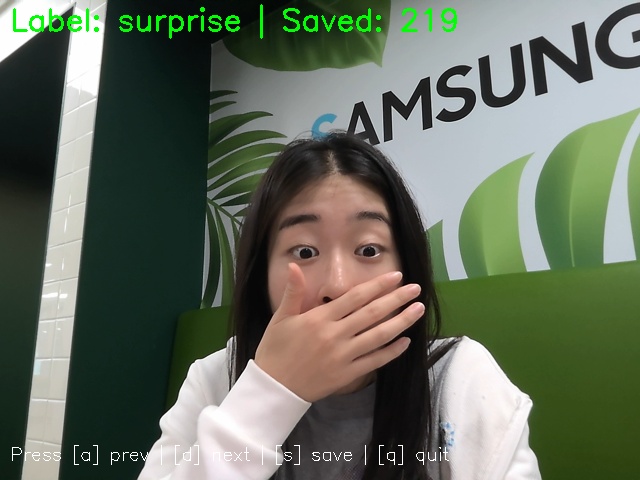 Label: surprise | Saved: 219
SAMSUNG
Press [a] prev | [d] next | [s] save | [q] quit